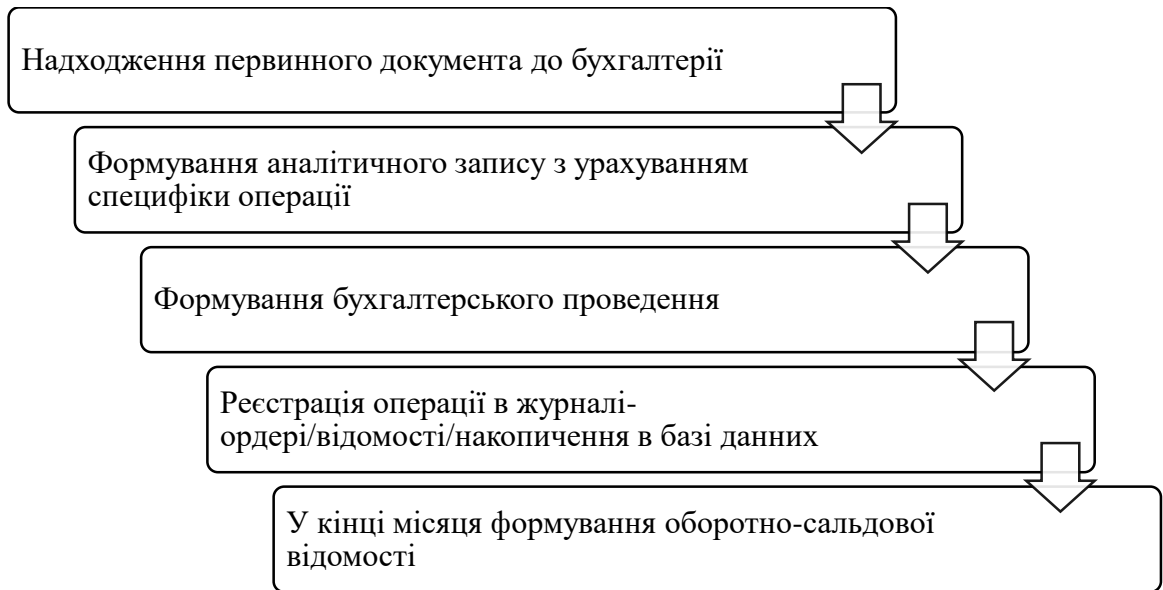 Надходження первинного документа до бухгалтерії
Формування аналітичного запису з урахуванням
специфіки операції
Формування бухгалтерського проведення
Реєстрація операції в журналі-
ордері/відомості/накопичення в базі данних
У кінці місяця формування оборотно-сальдової
відомості